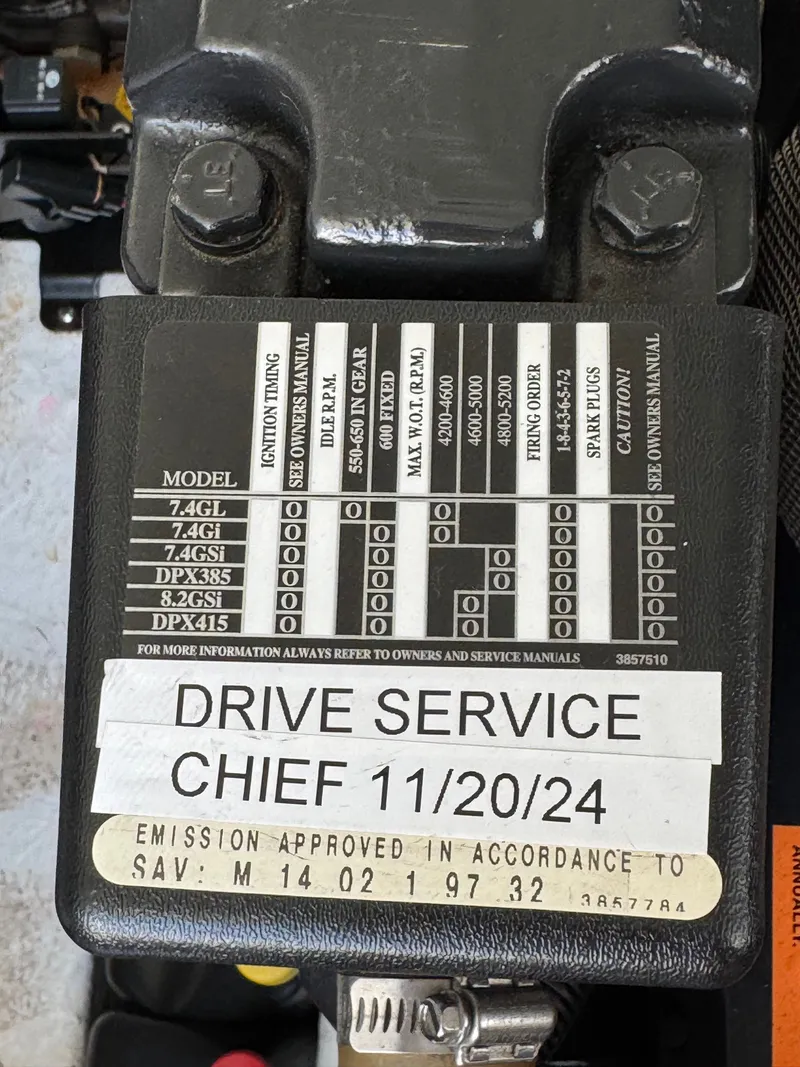 IGNITION TIMING
SEE OWNERS MANUAL
IDLE R.P.M.
550-650 IN GEAR
600 FIXED
MAX. W.O.T. (R.P.M.)
4200-4600
4600-5000
4800-5200
FIRING ORDER
1-8-4-3-6-5-7-2
SPARK PLUGS
CAUTION!
SEE OWNERS MANUAL
MODEL
7.4GL O O O O O
7.4Gi O O O O O
7.4GSi O O O O O
DPX385 O O O O O
8.2GSi O O O O O
DPX415 O O O O O
FOR MORE INFORMATION ALWAYS REFER TO OWNERS AND SERVICE MANUALS 3857510
DRIVE SERVICE
CHIEF 11/20/24
EMISSION APPROVED IN ACCORDANCE TO
SAV: M 14 02 1 97 32 3857784
ANNUALLY.